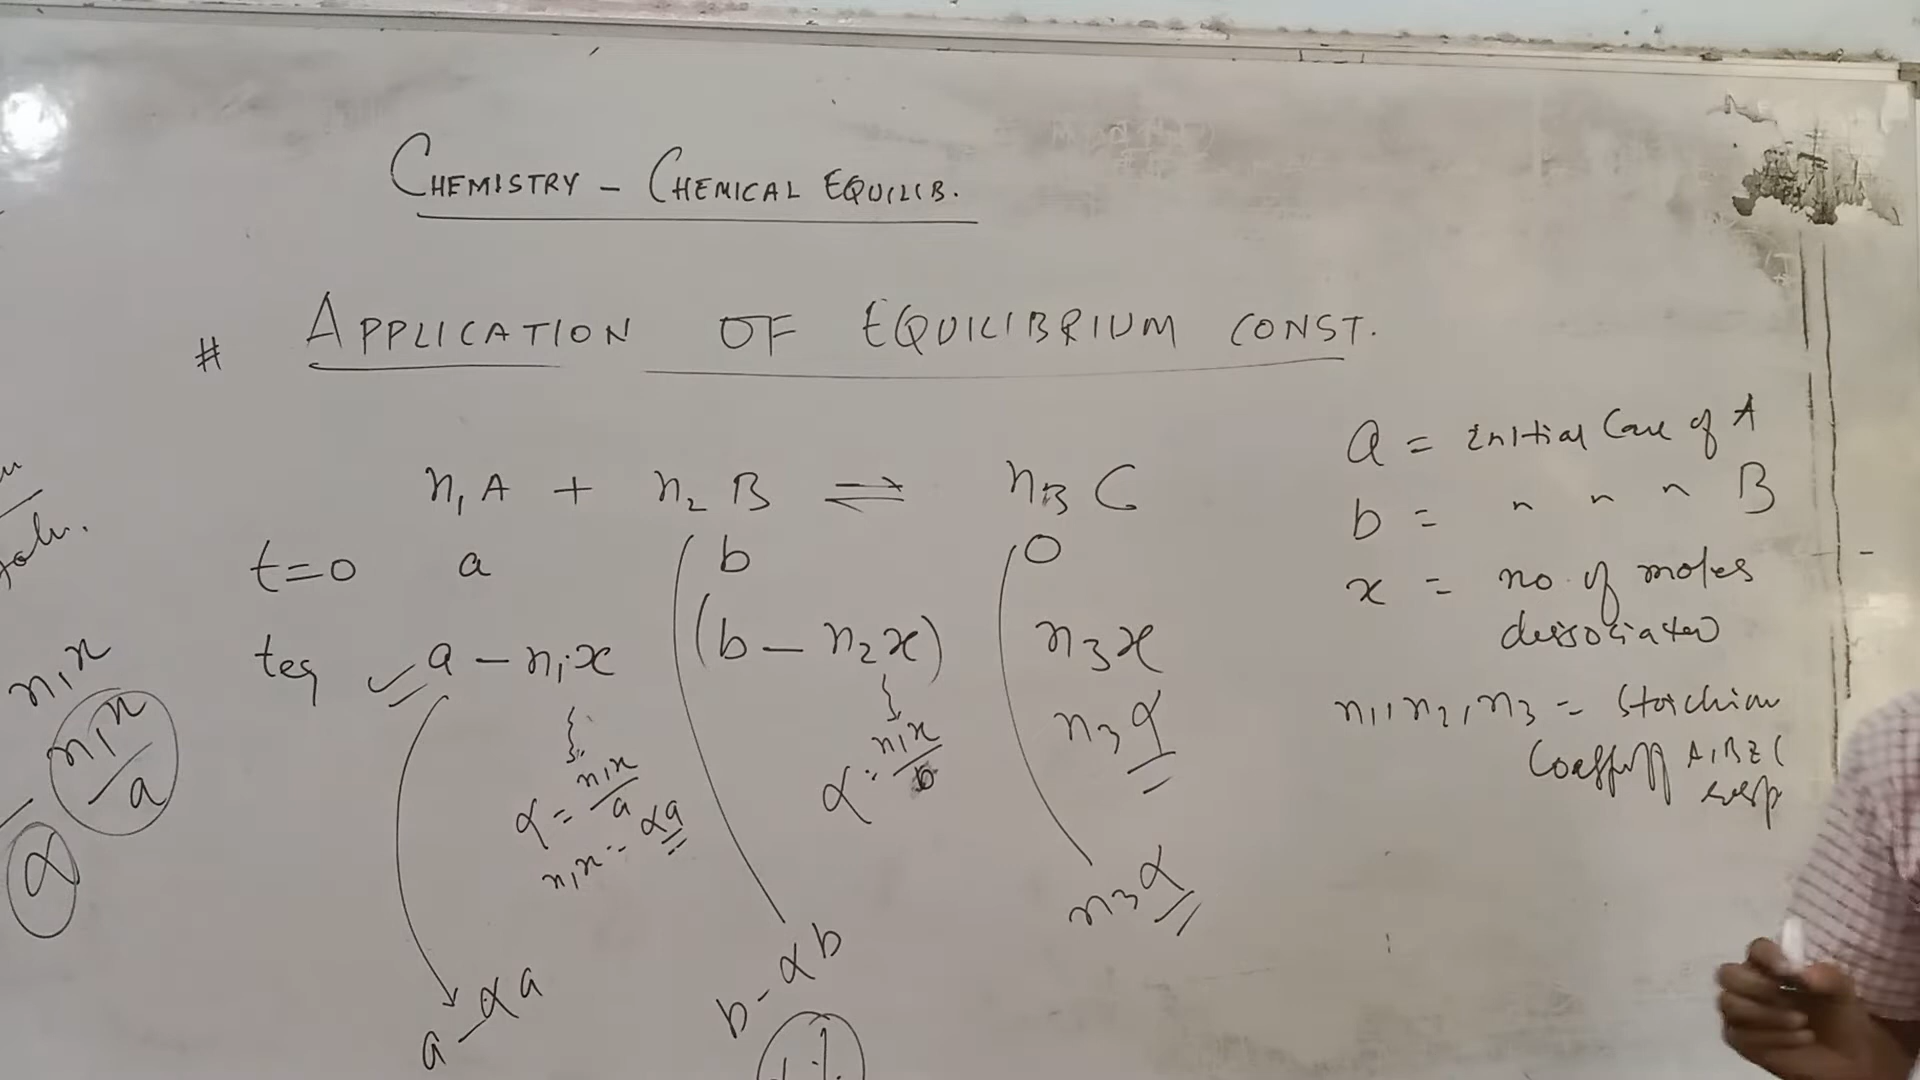 CHEMISTRY - CHEMICAL EQUILIB.
# APPLICATION OF EQUILIBRIUM CONST.
n₁A + n₂B ⇌ n₃C
t=0 a b 0
teq a - n₁x (b - n₂x) n₃x
α = n₁x/a
n₁x = αa
α = n₁x/b
n₃α
n₃α
a - αa
b - αb
a = initial Conc of A
b = " " " B
x = no. of moles
dissociated
n₁, n₂, n₃ = Stoichiom
Coeff of A, B & C
resp
n₁x
n₁x/a
α